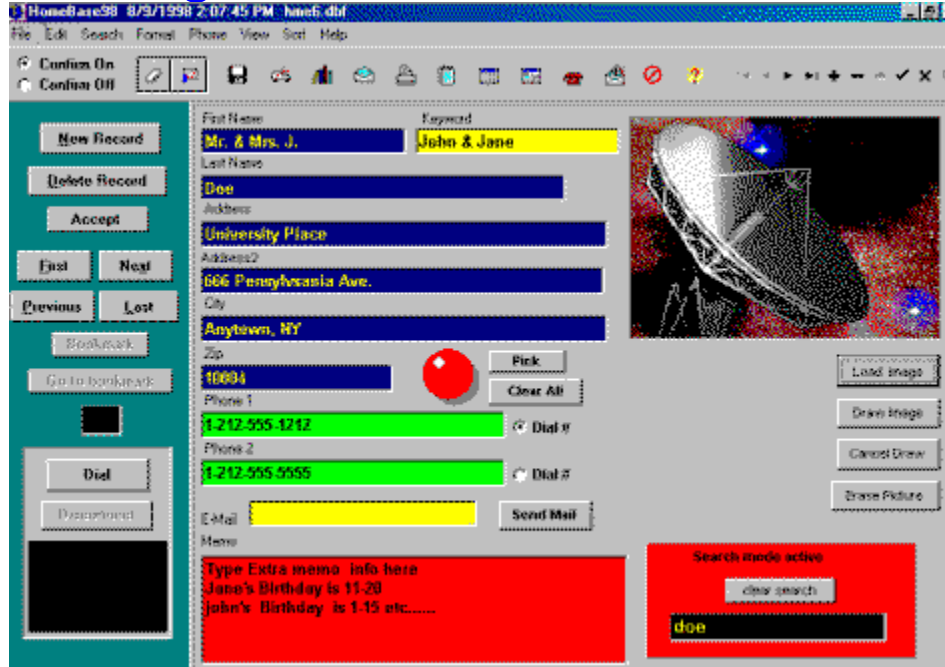 HomeBase98 8/9/1998 2:07:45 PM hme6.dbf
File Edit Search Format Phone View Sort Help
Confirm On
Confirm Off
New Record
Delete Record
Accept
First Next
Previous Last
Bookmark
Go to bookmark
Dial
Disconnect
First Name Keyword
Mr. & Mrs. J. John & Jane
Last Name
Doe
Address
University Place
Address2
666 Pennylvsasia Ave.
City
Anytown, NY
Zip
Pick
Clear All
Phone 1
1-212-555-1212 Dial #
Phone 2
1-212-555-5555 Dial #
E-Mail Send Mail
Memo
Type Extra memo info here
Jane's Birthday is 11-20
john's Birthday is 1-15 etc......
Load Image
Draw Image
Cancel Draw
Erase Picture
Search mode active
clear search
doe